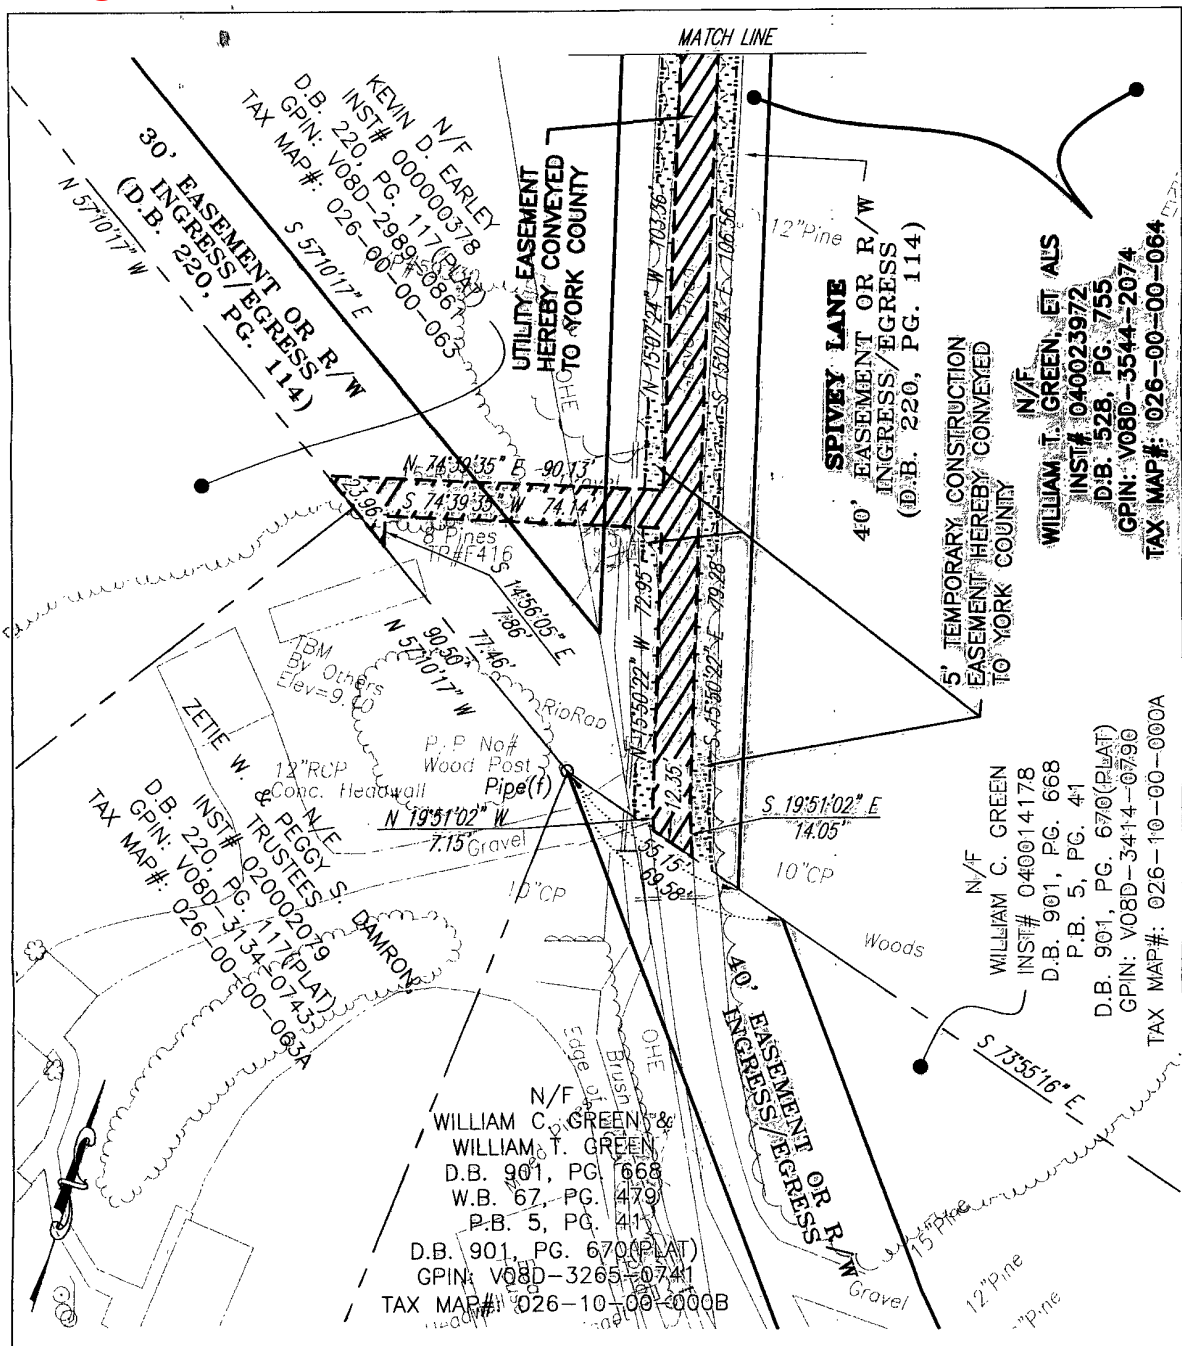 MATCH LINE
N/F
KEVIN D. EARLEY
INST# 000000378
D.B. 220, PG. 117(PLAT)
GPIN: V08D-2989-0867
TAX MAP#: 026-00-00-063
30' EASEMENT OR R/W
INGRESS/EGRESS
(D.B. 220, PG. 114)
N 57°10'17" W
S 57°10'17" E
UTILITY EASEMENT
HEREBY CONVEYED
TO YORK COUNTY
OHE
N 15°07'24" W 103.36'
S 15°07'24" E 106.56'
12"Pine
SPIVEY LANE
40' EASEMENT OR R/W
INGRESS/EGRESS
(D.B. 220, PG. 114)
5' TEMPORARY CONSTRUCTION
EASEMENT HEREBY CONVEYED
TO YORK COUNTY
N/F
WILLIAM T. GREEN, ET ALS
INST# 040023972
D.B. 528, PG. 755
GPIN: V08D-3544-2074
TAX MAP#: 026-00-00-064
N 74°39'35" E 90.13'
S 74°39'35" W 74.14'
23.96'
8 Pines
TP#F416
S 14°56'05" E
7.86'
77.46'
90.50'
N 57°10'17" W
N 15°50'22" W 72.95'
S 15°50'22" E 79.28'
TBM
By Others
RipRap
P.P No#
Wood Post
Pipe(f)
12"RCP
Conc. Headwall
N 19°51'02" W
7.15'
Gravel
12.35'
S 19°51'02" E
14.05'
55.15'
69.58'
10"CP
10"CP
N/F
ZETIE W. & PEGGY S. DAMRON,
TRUSTEES
INST# 020002079
D.B. 220, PG. 117(PLAT)
GPIN: V08D-3134-0743
TAX MAP#: 026-00-00-063A
N/F
WILLIAM C. GREEN
INST# 040014178
D.B. 901, PG. 668
P.B. 5, PG. 41
D.B. 901, PG. 670(PLAT)
GPIN: V08D-3414-0790
TAX MAP#: 026-10-00-000A
Woods
S 73°55'16" E
40' EASEMENT OR R/W
INGRESS/EGRESS
OHE
Edge of
Brush
N/F
WILLIAM C. GREEN &
WILLIAM T. GREEN
D.B. 901, PG. 668
W.B. 67, PG. 479
P.B. 5, PG. 41
D.B. 901, PG. 670(PLAT)
GPIN: V08D-3265-0741
TAX MAP#: 026-10-00-000B
15"Pine
12"Pine
"Pine
Gravel